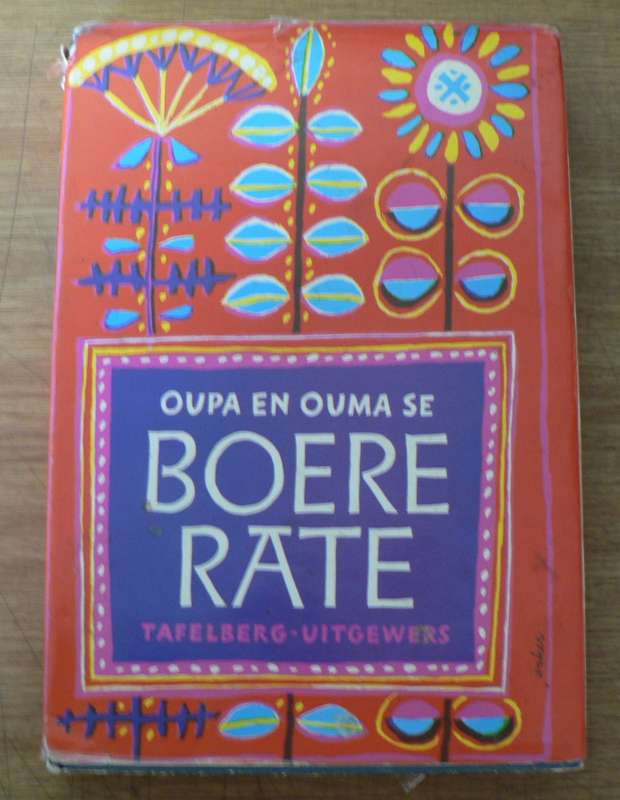 OUPA EN OUMA SE
BOERE
RATE
TAFELBERG-UITGEWERS